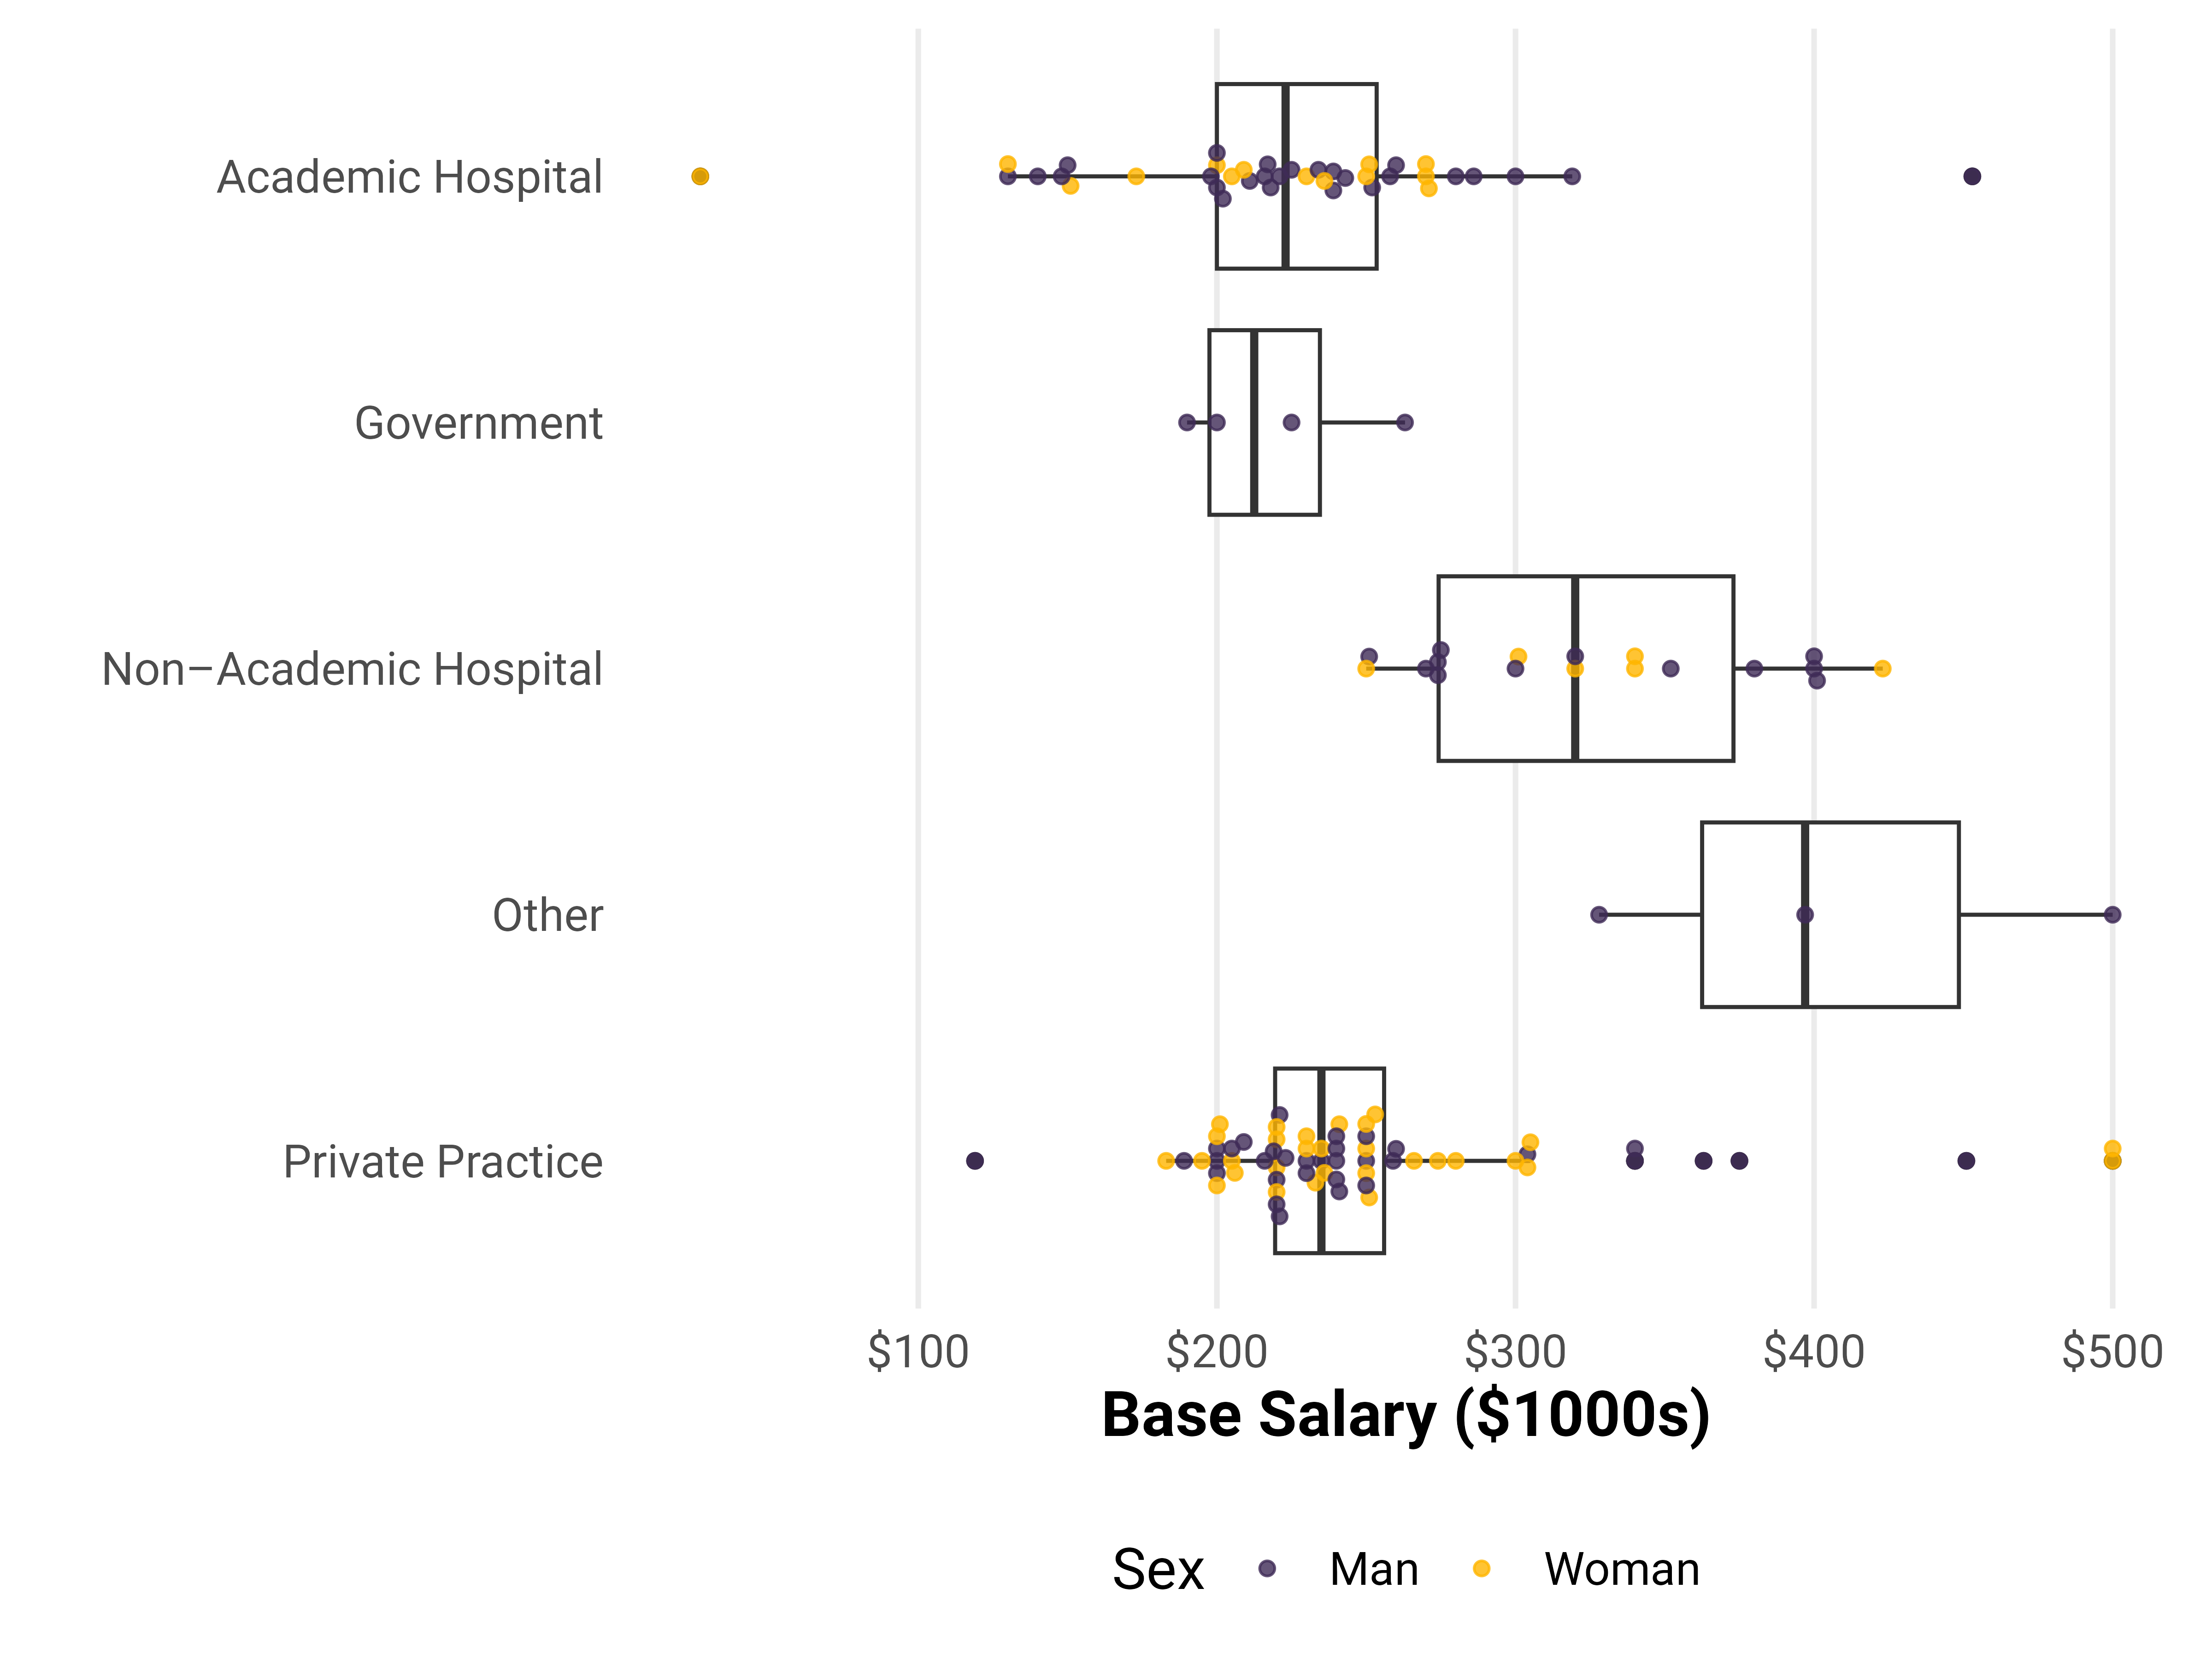 Academic Hospital
Government
Non–Academic Hospital
Other
Private Practice
$100 $200 $300 $400 $500
Base Salary ($1000s)
Sex Man Woman